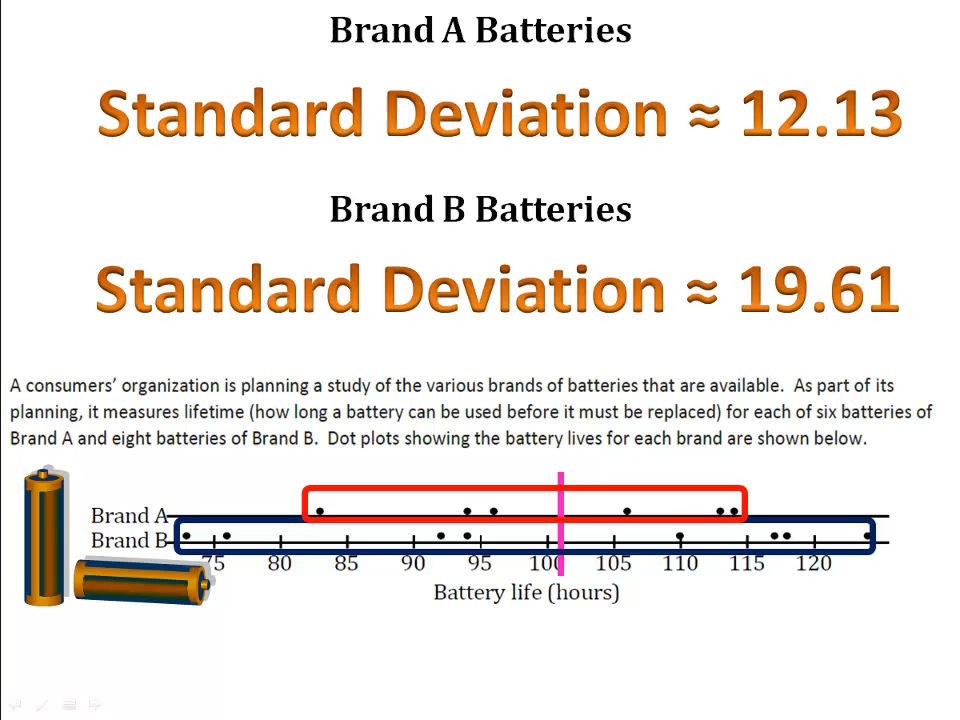 Brand A Batteries
Standard Deviation ≈ 12.13
Brand B Batteries
Standard Deviation ≈ 19.61
A consumers’ organization is planning a study of the various brands of batteries that are available. As part of its
planning, it measures lifetime (how long a battery can be used before it must be replaced) for each of six batteries of
Brand A and eight batteries of Brand B. Dot plots showing the battery lives for each brand are shown below.
Brand A
Brand B
75 80 85 90 95 100 105 110 115 120
Battery life (hours)